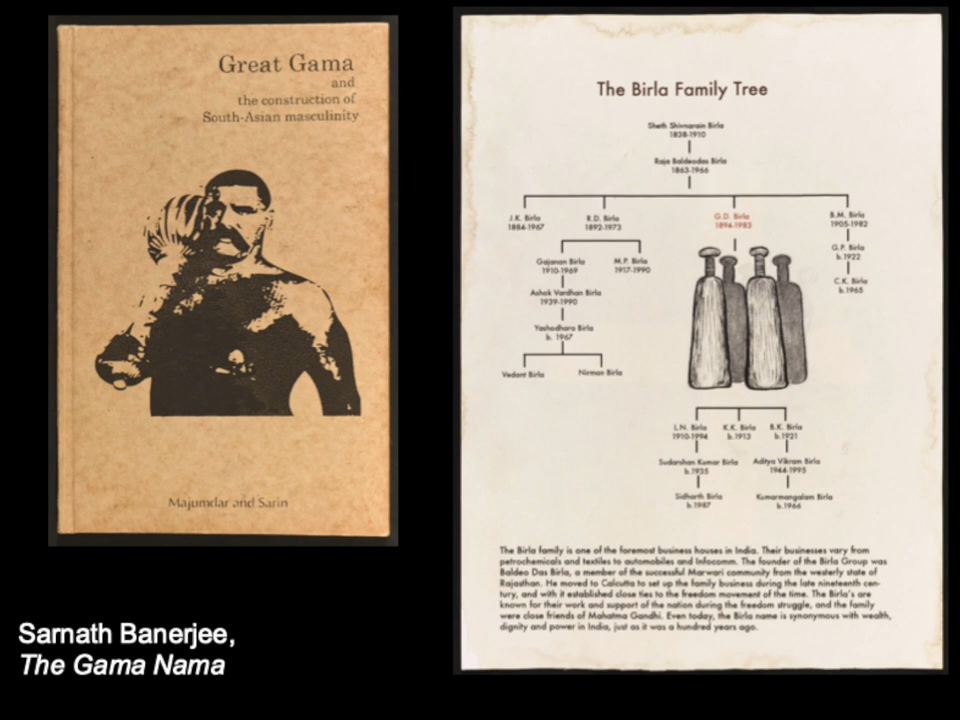 Great Gama
and
the construction of
South-Asian masculinity
Majumdar and Sarin
Sarnath Banerjee,
The Gama Nama
The Birla Family Tree
Sheth Shivnarain Birla
1838-1910
Raja Baldeodas Birla
1863-1966
J.K. Birla
1884-1967
R.D. Birla
1892-1973
G.D. Birla
1894-1983
B.M. Birla
1905-1982
Gajanan Birla
1910-1969
M.P. Birla
1917-1990
G.P. Birla
b.1922
Ashok Vardhan Birla
1939-1990
C.K. Birla
b.1965
Yashodhara Birla
b. 1967
Vedant Birla
Nirman Birla
L.N. Birla
1910-1994
K.K. Birla
b.1913
B.K. Birla
b.1921
Sudarshan Kumar Birla
b.1935
Aditya Vikram Birla
1944-1995
Sidharth Birla
b.1987
Kumarmangalam Birla
b.1966
The Birla family is one of the foremost business houses in India. Their businesses vary from
petrochemicals and textiles to automobiles and Infocomm. The founder of the Birla Group was
Baldeo Das Birla, a member of the successful Marwari community from the westerly state of
Rajasthan. He moved to Calcutta to set up the family business during the late nineteenth cen-
tury, and with it established close ties to the freedom movement of the time. The Birla's are
known for their work and support of the nation during the freedom struggle, and the family
were close friends of Mahatma Gandhi. Even today, the Birla name is synonymous with wealth,
dignity and power in India, just as it was a hundred years ago.